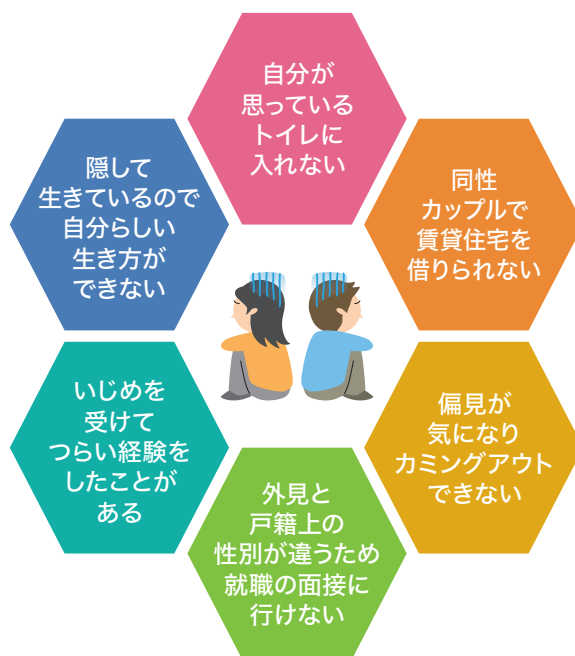 自分が
思っている
トイレに
入れない
同性
カップルで
賃貸住宅を
借りられない
偏見が
気になり
カミングアウト
できない
外見と
戸籍上の
性別が違うため
就職の面接に
行けない
いじめを
受けて
つらい経験を
したことが
ある
隠して
生きているので
自分らしい
生き方が
できない